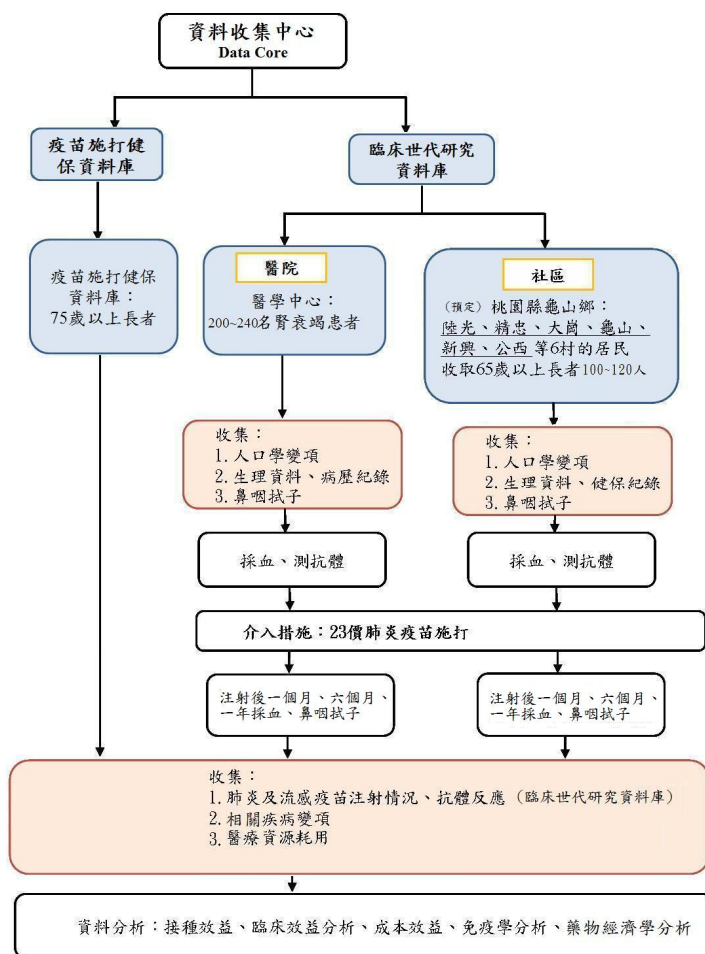 資料收集中心
Data Core
疫苗施打健
保資料庫
臨床世代研究
資料庫
疫苗施打健保
資料庫：
75歲以上長者
醫院
醫學中心：
200~240名腎衰竭患者
社區
（預定）桃園縣龜山鄉：
陸光、精忠、大崗、龜山、
新興、公西等6村的居民
收取65歲以上長者100~120人
收集：
1. 人口學變項
2. 生理資料、病歷紀錄
3. 鼻咽拭子
收集：
1. 人口學變項
2. 生理資料、健保紀錄
3. 鼻咽拭子
採血、測抗體
採血、測抗體
介入措施：23價肺炎疫苗施打
注射後一個月、六個月、
一年採血、鼻咽拭子
注射後一個月、六個月、
一年採血、鼻咽拭子
收集：
1. 肺炎及流感疫苗注射情況、抗體反應（臨床世代研究資料庫）
2. 相關疾病變項
3. 醫療資源耗用
資料分析：接種效益、臨床效益分析、成本效益、免疫學分析、藥物經濟學分析